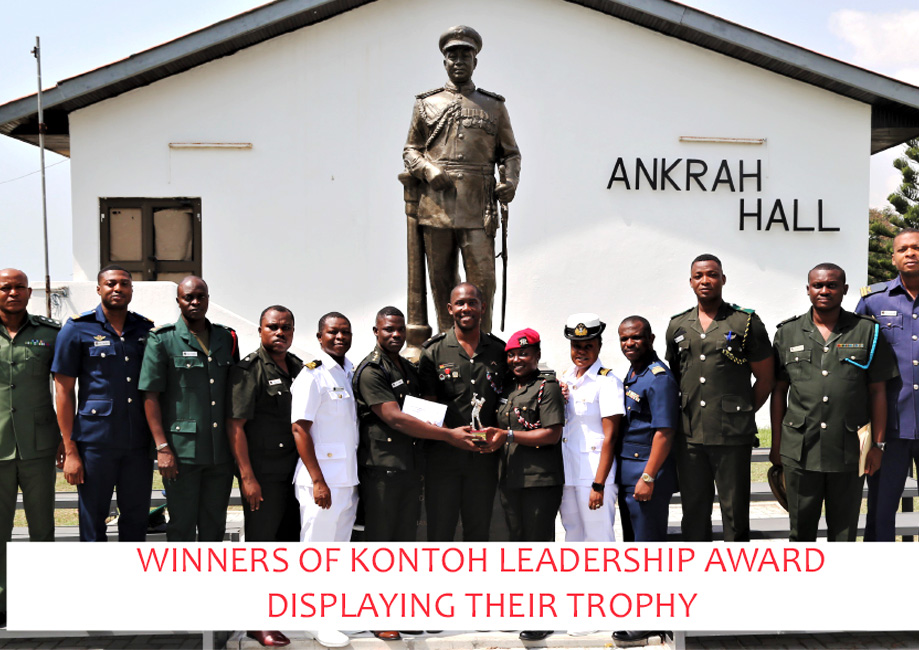 ANKRAH
HALL
WINNERS OF KONTOH LEADERSHIP AWARD
DISPLAYING THEIR TROPHY